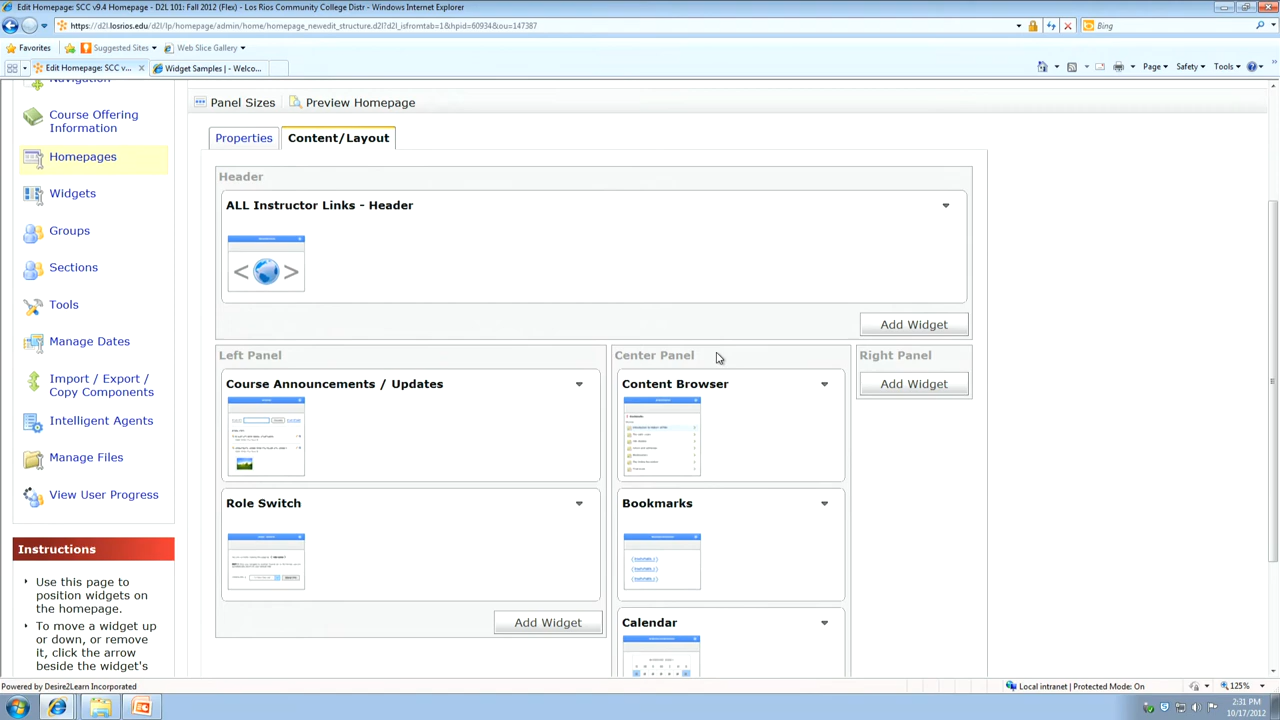 Edit Homepage: SCC v9.4 Homepage - D2L 101: Fall 2012 (Flex) - Los Rios Community College Distr - Windows Internet Explorer
https://d2l.losrios.edu/d2l/lp/homepage/admin/home/homepage_newedit_structure.d2l?d2l_isfromtab=1&hpid=60934&ou=147387
Bing
Favorites
Suggested Sites
Web Slice Gallery
Edit Homepage: SCC v...
Widget Samples | - Welco...
Page
Safety
Tools
Navigation
Course Offering
Information
Homepages
Widgets
Groups
Sections
Tools
Manage Dates
Import / Export /
Copy Components
Intelligent Agents
Manage Files
View User Progress
Instructions
Use this page to
position widgets on
the homepage.
To move a widget up
or down, or remove
it, click the arrow
beside the widget's
Panel Sizes
Preview Homepage
Properties
Content/Layout
Header
ALL Instructor Links - Header
Add Widget
Left Panel
Course Announcements / Updates
Role Switch
Add Widget
Center Panel
Content Browser
Bookmarks
Calendar
Right Panel
Add Widget
Powered by Desire2Learn Incorporated
Local intranet | Protected Mode: On
125%
2:31 PM
10/17/2012